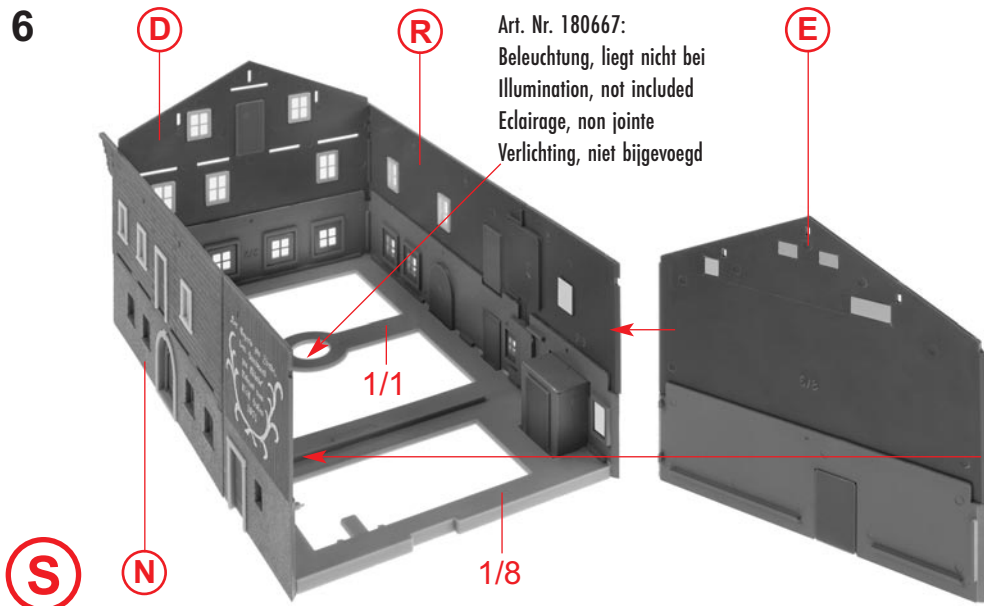 6
D
R
Art. Nr. 180667:
Beleuchtung, liegt nicht bei
Illumination, not included
Eclairage, non jointe
Verlichting, niet bijgevoegd
E
1/1
1/8
S
N